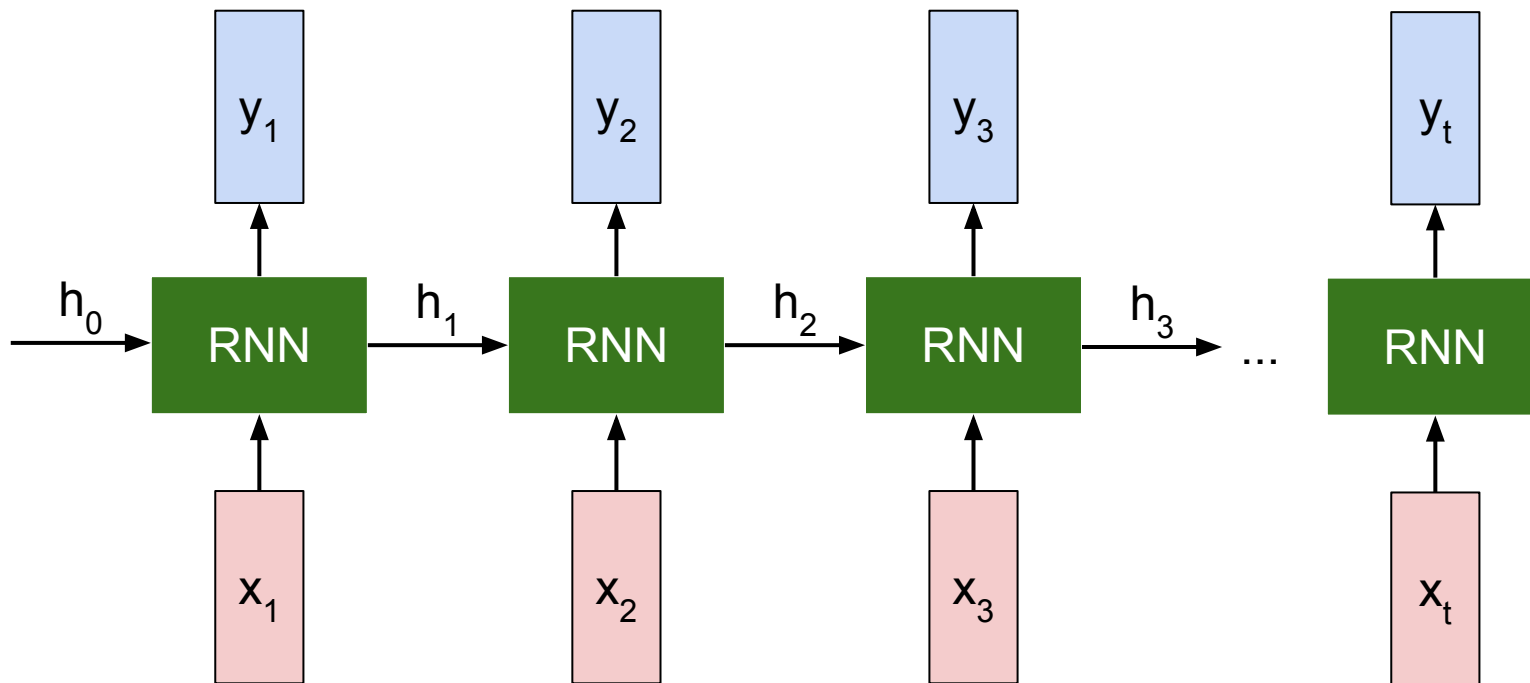 y₁ y₂ y₃ yₜ
h₀ h₁ h₂ h₃
RNN RNN RNN ... RNN
x₁ x₂ x₃ xₜ